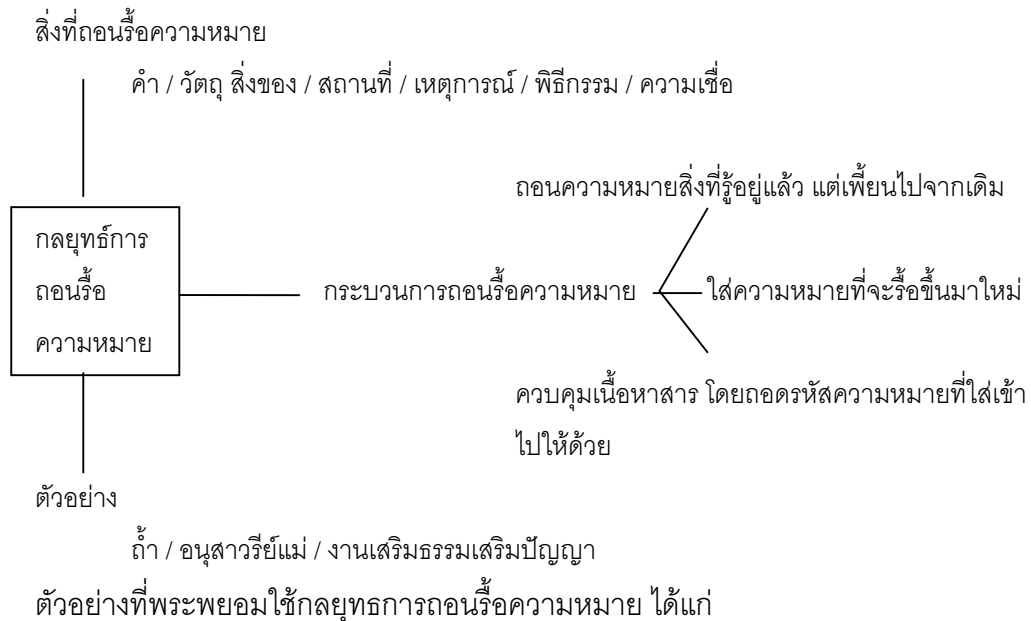 สิ่งที่ถอนรื้อความหมาย
คำ / วัตถุ สิ่งของ / สถานที่ / เหตุการณ์ / พิธีกรรม / ความเชื่อ
ถอนความหมายสิ่งที่รู้อยู่แล้ว แต่เพี้ยนไปจากเดิม
กลยุทธ์การ
ถอนรื้อ
ความหมาย
กระบวนการถอนรื้อความหมาย
ใส่ความหมายที่จะรื้อขึ้นมาใหม่
ควบคุมเนื้อหาสาร โดยถอดรหัสความหมายที่ใส่เข้า
ไปให้ด้วย
ตัวอย่าง
ถ้ำ / อนุสาวรีย์แม่ / งานเสริมธรรมเสริมปัญญา
ตัวอย่างที่พระพยอมใช้กลยุทธการถอนรื้อความหมาย ได้แก่